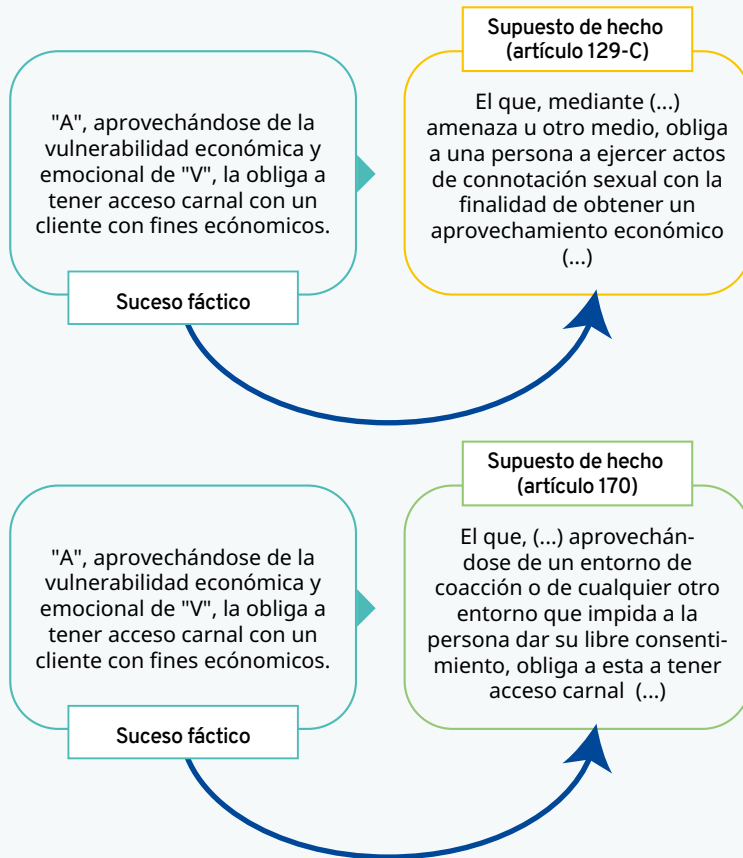 Supuesto de hecho
(artículo 129-C)
"A", aprovechándose de la
vulnerabilidad económica y
emocional de "V", la obliga a
tener acceso carnal con un
cliente con fines ecónomicos.
Suceso fáctico
El que, mediante (...)
amenaza u otro medio, obliga
a una persona a ejercer actos
de connotación sexual con la
finalidad de obtener un
aprovechamiento económico
(...)
Supuesto de hecho
(artículo 170)
"A", aprovechándose de la
vulnerabilidad económica y
emocional de "V", la obliga a
tener acceso carnal con un
cliente con fines ecónomicos.
Suceso fáctico
El que, (...) aprovechán-
dose de un entorno de
coacción o de cualquier otro
entorno que impida a la
persona dar su libre consenti-
miento, obliga a esta a tener
acceso carnal (...)